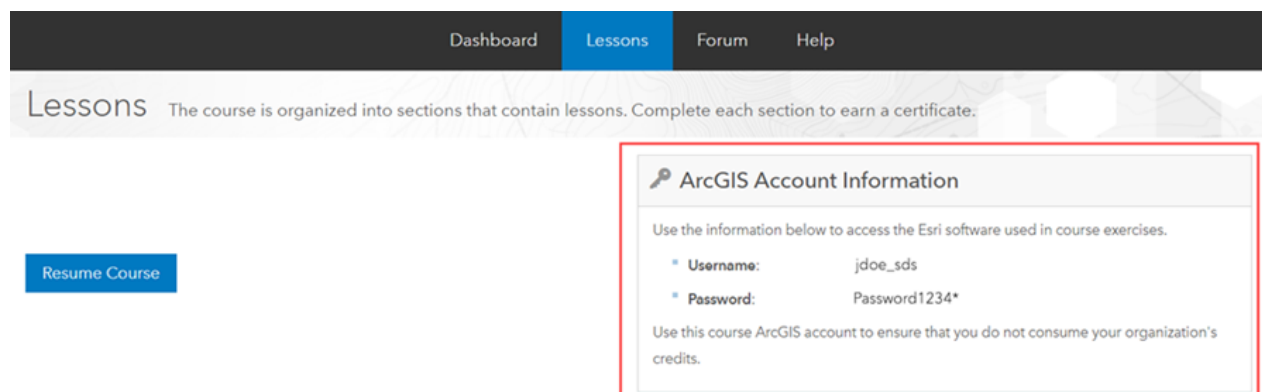 Dashboard Lessons Forum Help
Lessons The course is organized into sections that contain lessons. Complete each section to earn a certificate.
ArcGIS Account Information
Use the information below to access the Esri software used in course exercises.
Resume Course
Username: jdoe_sds
Password: Password1234*
Use this course ArcGIS account to ensure that you do not consume your organization's
credits.